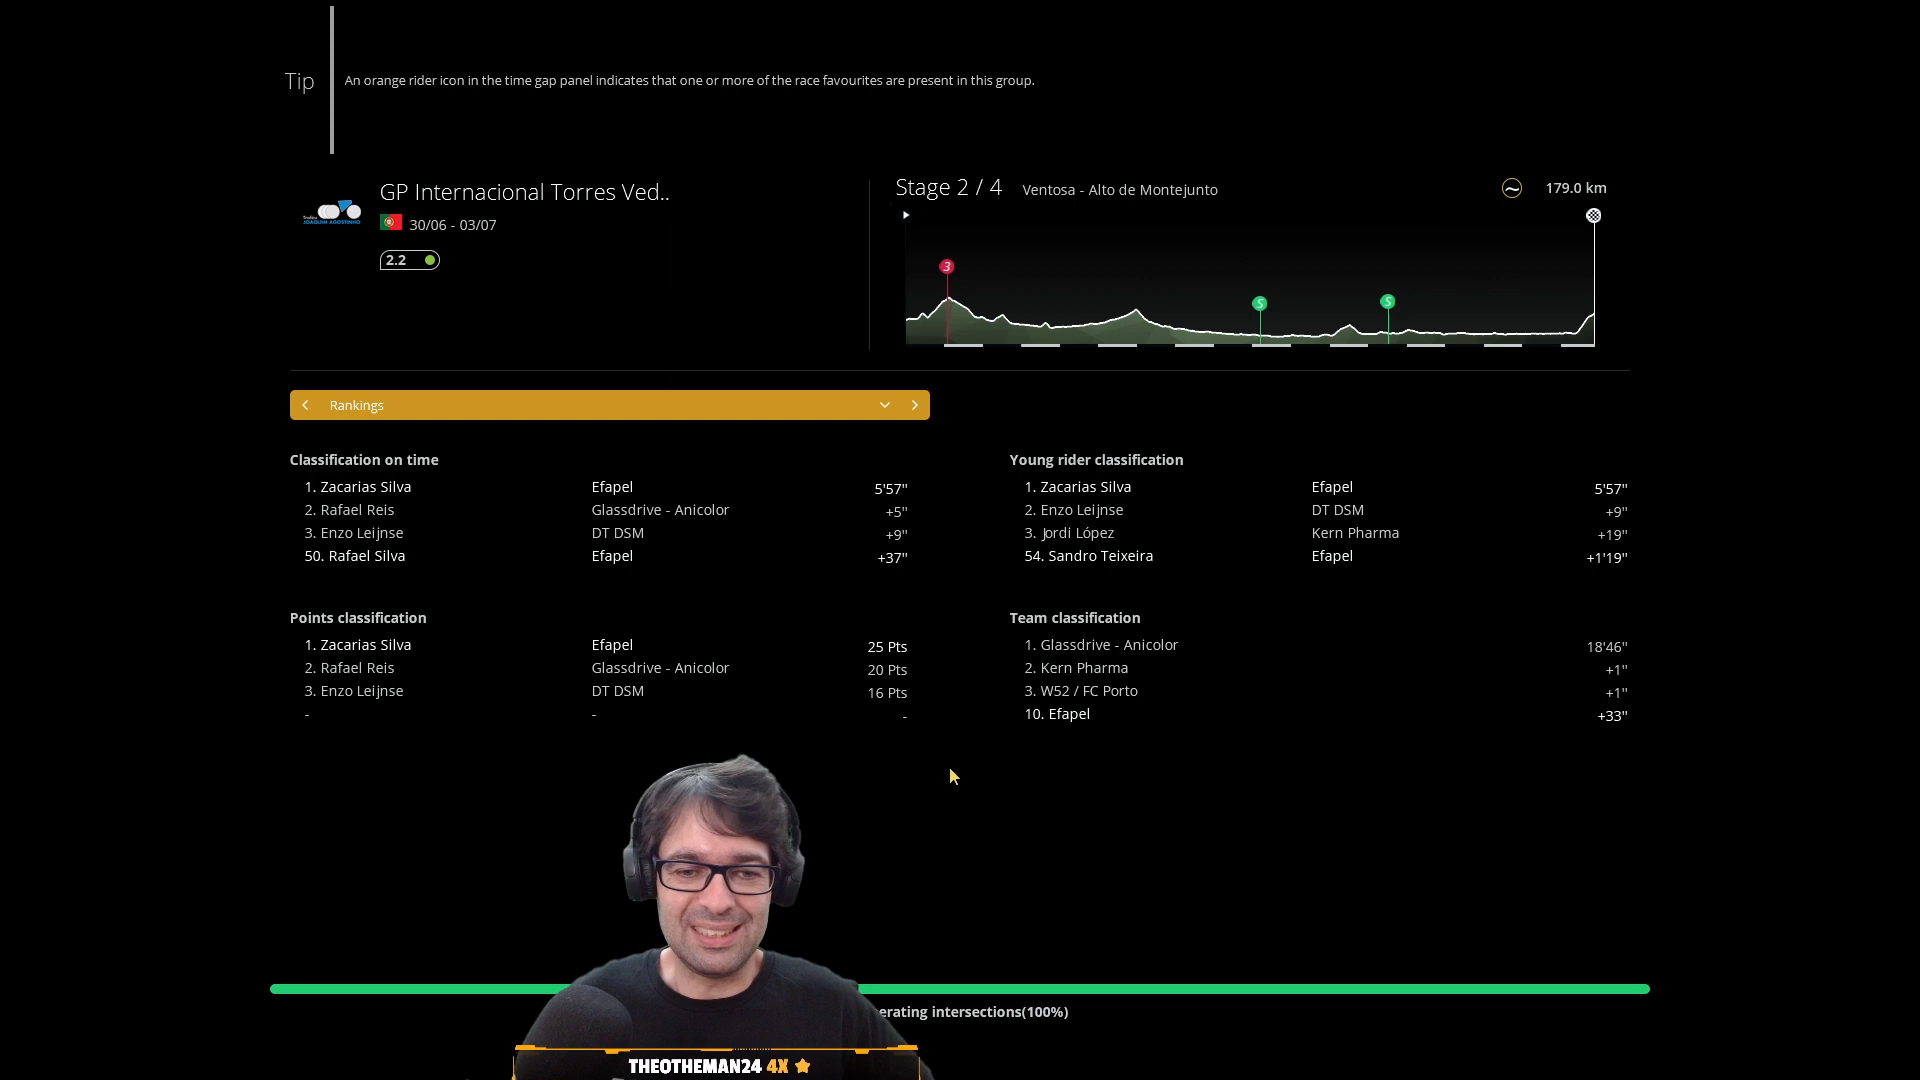 Tip
An orange rider icon in the time gap panel indicates that one or more of the race favourites are present in this group.
GP Internacional Torres Ved..
30/06 - 03/07
2.2
JOAQUIM AGOSTINHO
Stage 2 / 4 Ventosa - Alto de Montejunto 179.0 km
3
S
S
Rankings
Classification on time
1. Zacarias Silva Efapel 5'57''
2. Rafael Reis Glassdrive - Anicolor +5''
3. Enzo Leijnse DT DSM +9''
50. Rafael Silva Efapel +37''
Young rider classification
1. Zacarias Silva Efapel 5'57''
2. Enzo Leijnse DT DSM +9''
3. Jordi López Kern Pharma +19''
54. Sandro Teixeira Efapel +1'19''
Points classification
1. Zacarias Silva Efapel 25 Pts
2. Rafael Reis Glassdrive - Anicolor 20 Pts
3. Enzo Leijnse DT DSM 16 Pts
- - -
Team classification
1. Glassdrive - Anicolor 18'46''
2. Kern Pharma +1''
3. W52 / FC Porto +1''
10. Efapel +33''
erating intersections(100%)
THEOTHEMAN24 4X